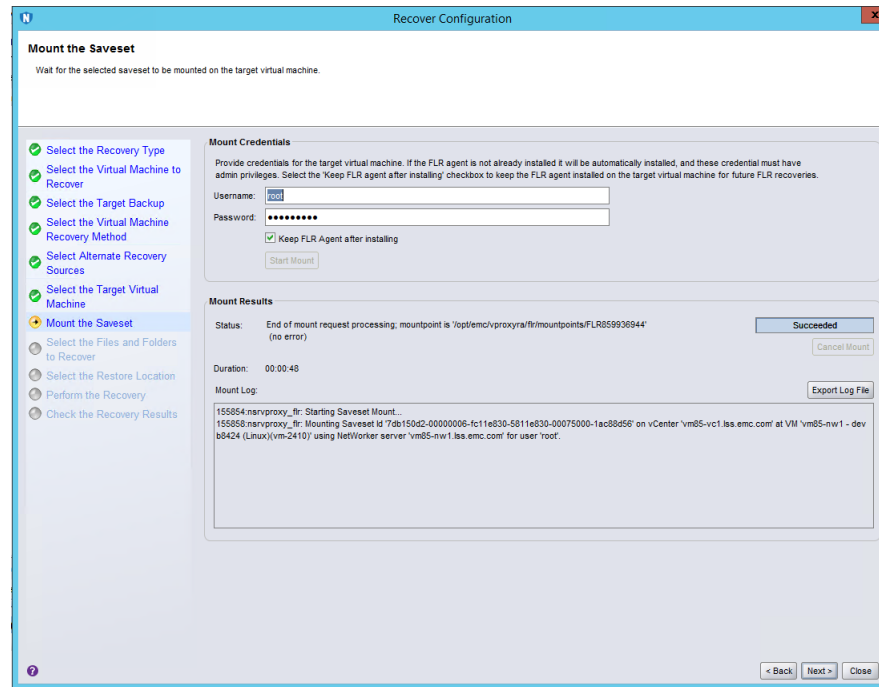 Recover Configuration
x
Mount the Saveset
Wait for the selected saveset to be mounted on the target virtual machine.
Select the Recovery Type
Select the Virtual Machine to
Recover
Select the Target Backup
Select the Virtual Machine
Recovery Method
Select Alternate Recovery
Sources
Select the Target Virtual
Machine
Mount the Saveset
Select the Files and Folders
to Recover
Select the Restore Location
Perform the Recovery
Check the Recovery Results
Mount Credentials
Provide credentials for the target virtual machine. If the FLR agent is not already installed it will be automatically installed, and these credential must have
admin privileges. Select the 'Keep FLR agent after installing' checkbox to keep the FLR agent installed on the target virtual machine for future FLR recoveries.
Username: root
Password: •••••••••
Keep FLR Agent after installing
Start Mount
Mount Results
Status: End of mount request processing; mountpoint is '/opt/emc/vproxyra/flr/mountpoints/FLR859936944'
(no error)
Succeeded
Cancel Mount
Duration: 00:00:48
Mount Log:
Export Log File
155854:nsrvproxy_flr: Starting Saveset Mount...
155858:nsrvproxy_flr: Mounting Saveset Id '7db150d2-00000006-fc11e830-5811e830-00075000-1ac88d56' on vCenter 'vm85-vc1.lss.emc.com' at VM 'vm85-nw1 - dev
b8424 (Linux)(vm-2410)' using NetWorker server 'vm85-nw1.lss.emc.com' for user 'root'.
?
< Back
Next >
Close